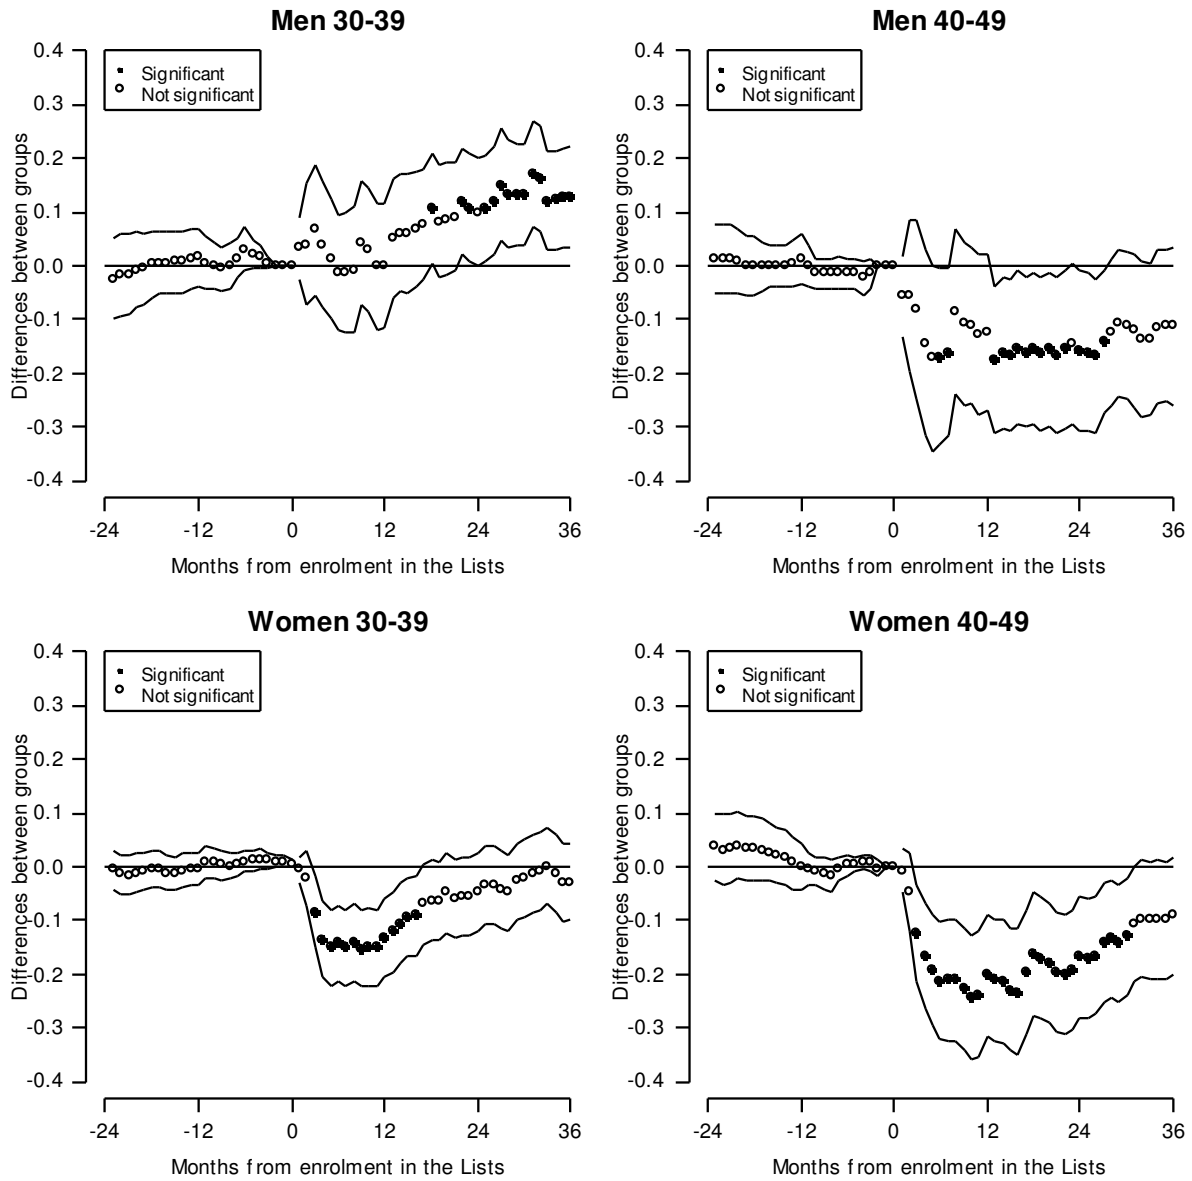 Men 30-39
Differences between groups
0.4
0.3
0.2
0.1
0.0
-0.1
-0.2
-0.3
-0.4
Significant
Not significant
-24 -12 0 12 24 36
Months from enrolment in the Lists
Men 40-49
Differences between groups
0.4
0.3
0.2
0.1
0.0
-0.1
-0.2
-0.3
-0.4
Significant
Not significant
-24 -12 0 12 24 36
Months from enrolment in the Lists
Women 30-39
Differences between groups
0.4
0.3
0.2
0.1
0.0
-0.1
-0.2
-0.3
-0.4
Significant
Not significant
-24 -12 0 12 24 36
Months from enrolment in the Lists
Women 40-49
Differences between groups
0.4
0.3
0.2
0.1
0.0
-0.1
-0.2
-0.3
-0.4
Significant
Not significant
-24 -12 0 12 24 36
Months from enrolment in the Lists